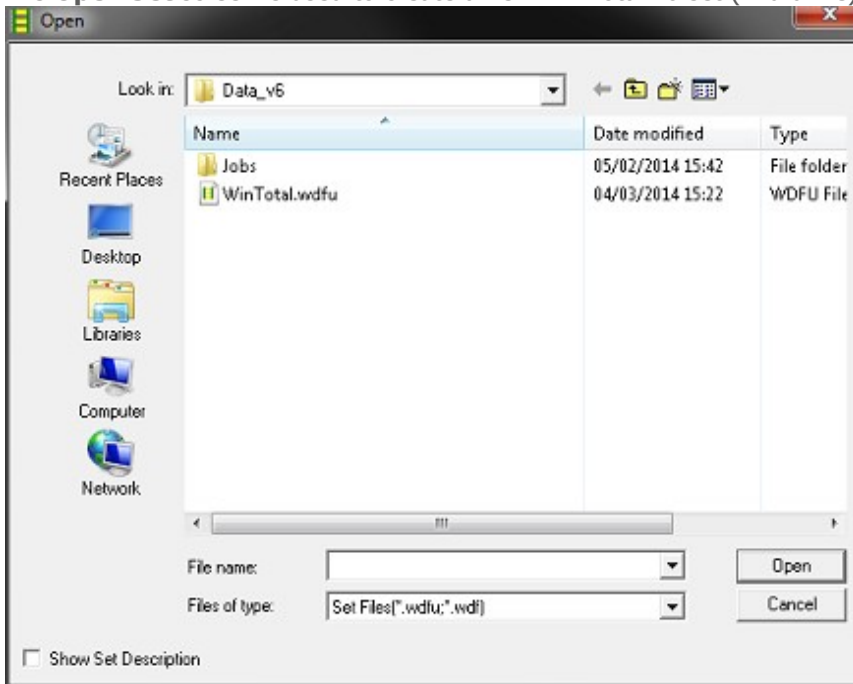 Open
Look in: Data_v6
Name Date modified Type
Jobs 05/02/2014 15:42 File folder
WinTotal.wdfu 04/03/2014 15:22 WDFU File
Recent Places
Desktop
Libraries
Computer
Network
File name: Open
Files of type: Set Files(*.wdfu;*.wdf) Cancel
Show Set Description